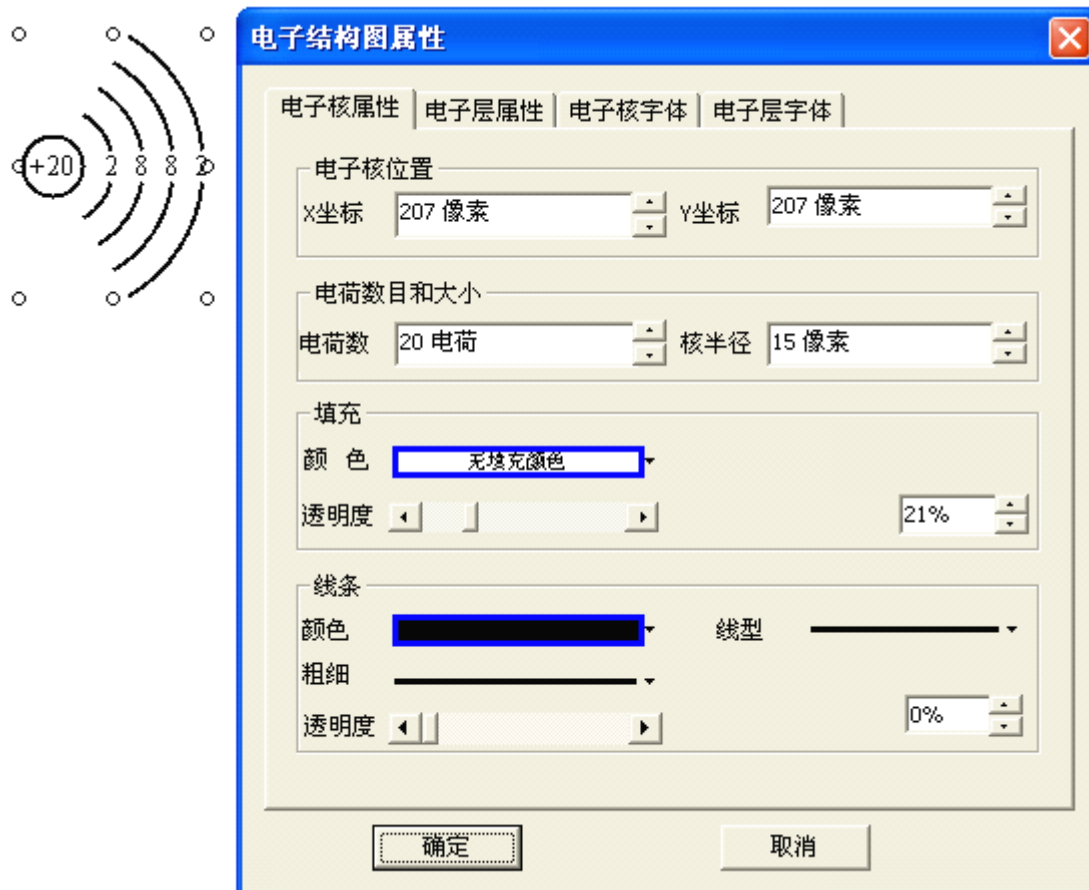 电子结构图属性
电子核属性 电子层属性 电子核字体 电子层字体
+20 2 8 8 2
电子核位置
X坐标 207 像素 Y坐标 207 像素
电荷数目和大小
电荷数 20 电荷 核半径 15 像素
填充
颜 色 无填充颜色
透明度 21%
线条
颜色 线型
粗细
透明度 0%
确定 取消